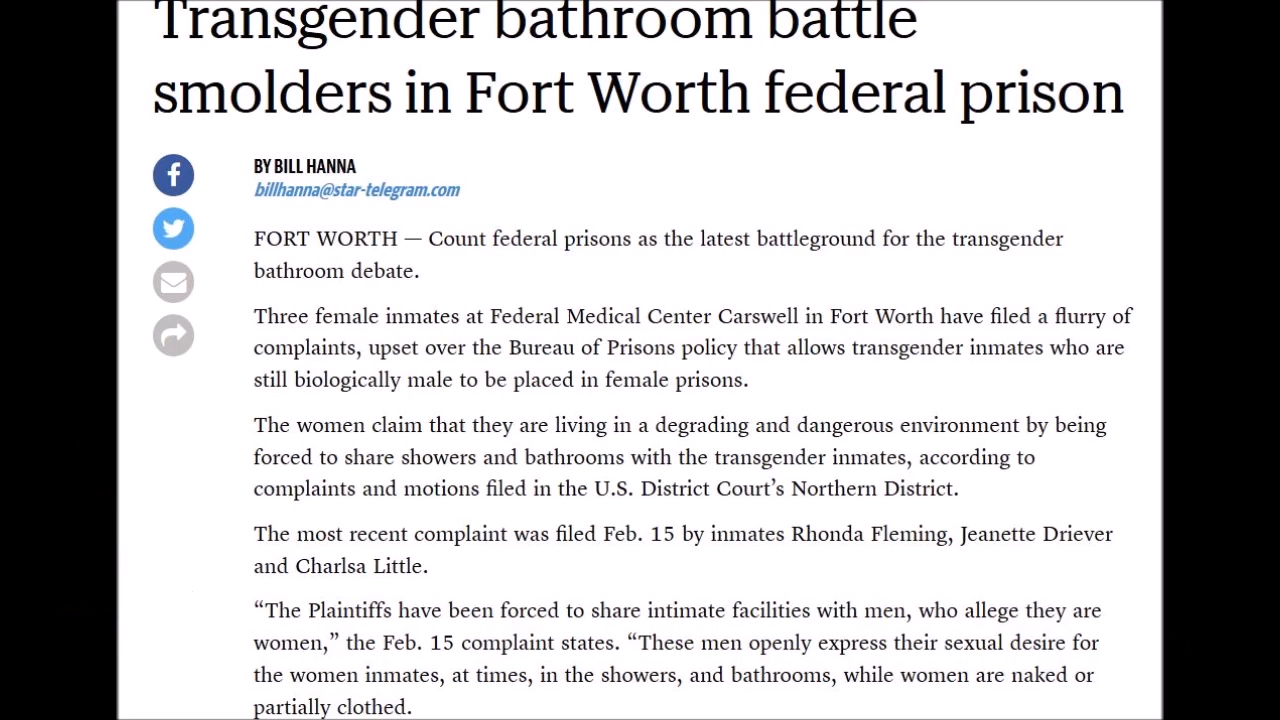 Transgender bathroom battle
smolders in Fort Worth federal prison
BY BILL HANNA
billhanna@star-telegram.com
FORT WORTH — Count federal prisons as the latest battleground for the transgender
bathroom debate.
Three female inmates at Federal Medical Center Carswell in Fort Worth have filed a flurry of
complaints, upset over the Bureau of Prisons policy that allows transgender inmates who are
still biologically male to be placed in female prisons.
The women claim that they are living in a degrading and dangerous environment by being
forced to share showers and bathrooms with the transgender inmates, according to
complaints and motions filed in the U.S. District Court’s Northern District.
The most recent complaint was filed Feb. 15 by inmates Rhonda Fleming, Jeanette Driever
and Charlsa Little.
“The Plaintiffs have been forced to share intimate facilities with men, who allege they are
women,” the Feb. 15 complaint states. “These men openly express their sexual desire for
the women inmates, at times, in the showers, and bathrooms, while women are naked or
partially clothed.